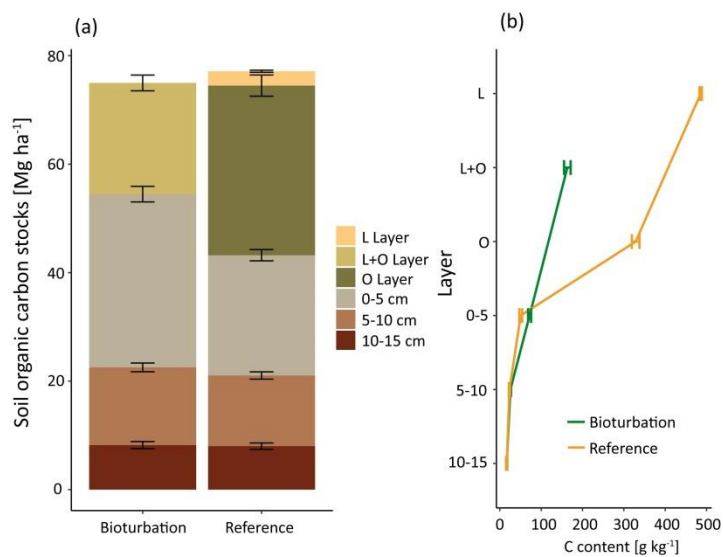 (a)
Soil organic carbon stocks [Mg ha⁻¹]
80
60
40
20
0
Bioturbation
Reference
L Layer
L+O Layer
O Layer
0-5 cm
5-10 cm
10-15 cm
(b)
Layer
L
L+O
O
0-5
5-10
10-15
Bioturbation
Reference
0 100 200 300 400 500
C content [g kg⁻¹]